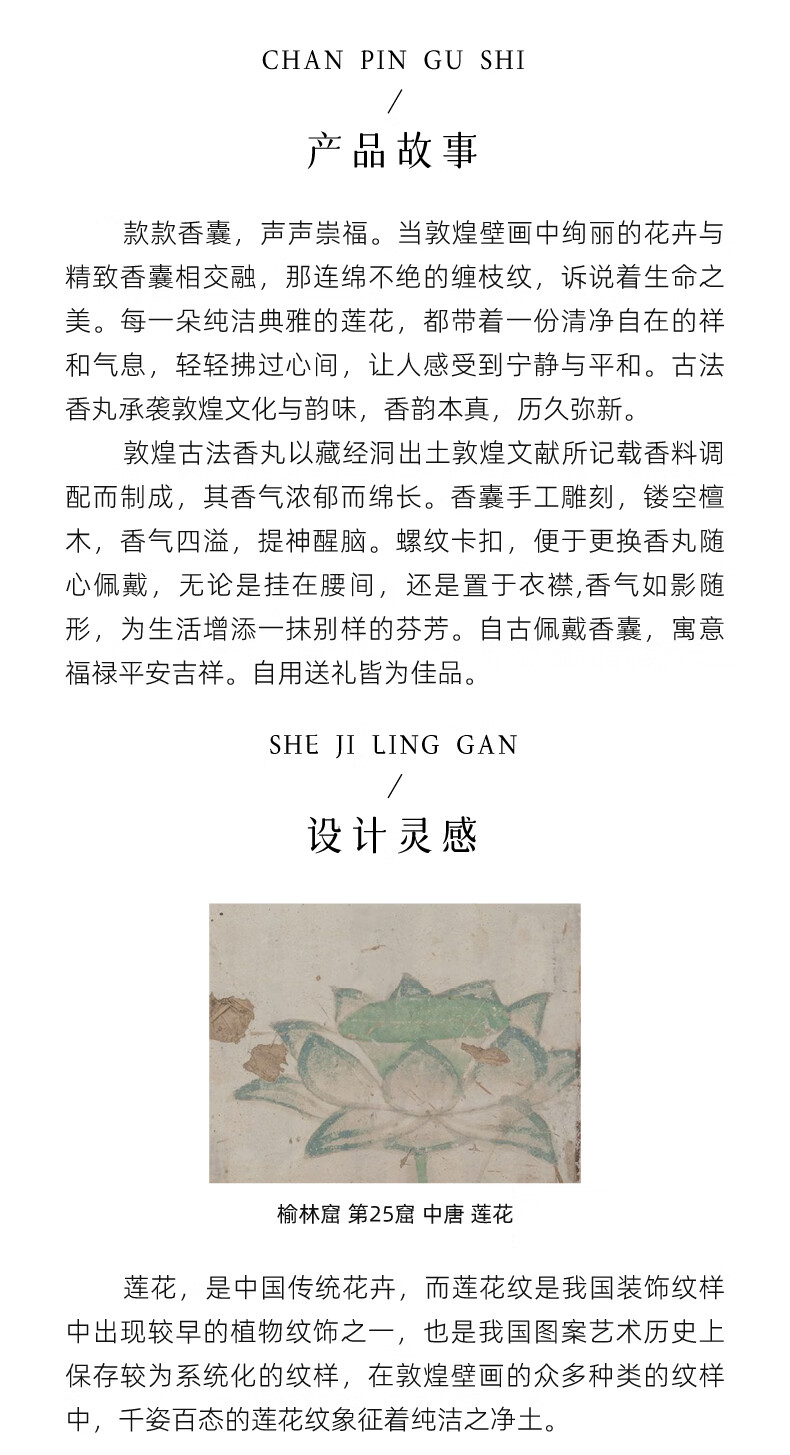 CHAN PIN GU SHI
/
产品故事
款款香囊，声声崇福。当敦煌壁画中绚丽的花卉与
精致香囊相交融，那连绵不绝的缠枝纹，诉说着生命之
美。每一朵纯洁典雅的莲花，都带着一份清净自在的祥
和气息，轻轻拂过心间，让人感受到宁静与平和。古法
香丸承袭敦煌文化与韵味，香韵本真，历久弥新。
敦煌古法香丸以藏经洞出土敦煌文献所记载香料调
配而制成，其香气浓郁而绵长。香囊手工雕刻，镂空檀
木，香气四溢，提神醒脑。螺纹卡扣，便于更换香丸随
心佩戴，无论是挂在腰间，还是置于衣襟,香气如影随
形，为生活增添一抹别样的芬芳。自古佩戴香囊，寓意
福禄平安吉祥。自用送礼皆为佳品。
SHE JI LING GAN
/
设计灵感
榆林窟 第25窟 中唐 莲花
莲花，是中国传统花卉，而莲花纹是我国装饰纹样
中出现较早的植物纹饰之一，也是我国图案艺术历史上
保存较为系统化的纹样，在敦煌壁画的众多种类的纹样
中，千姿百态的莲花纹象征着纯洁之净土。